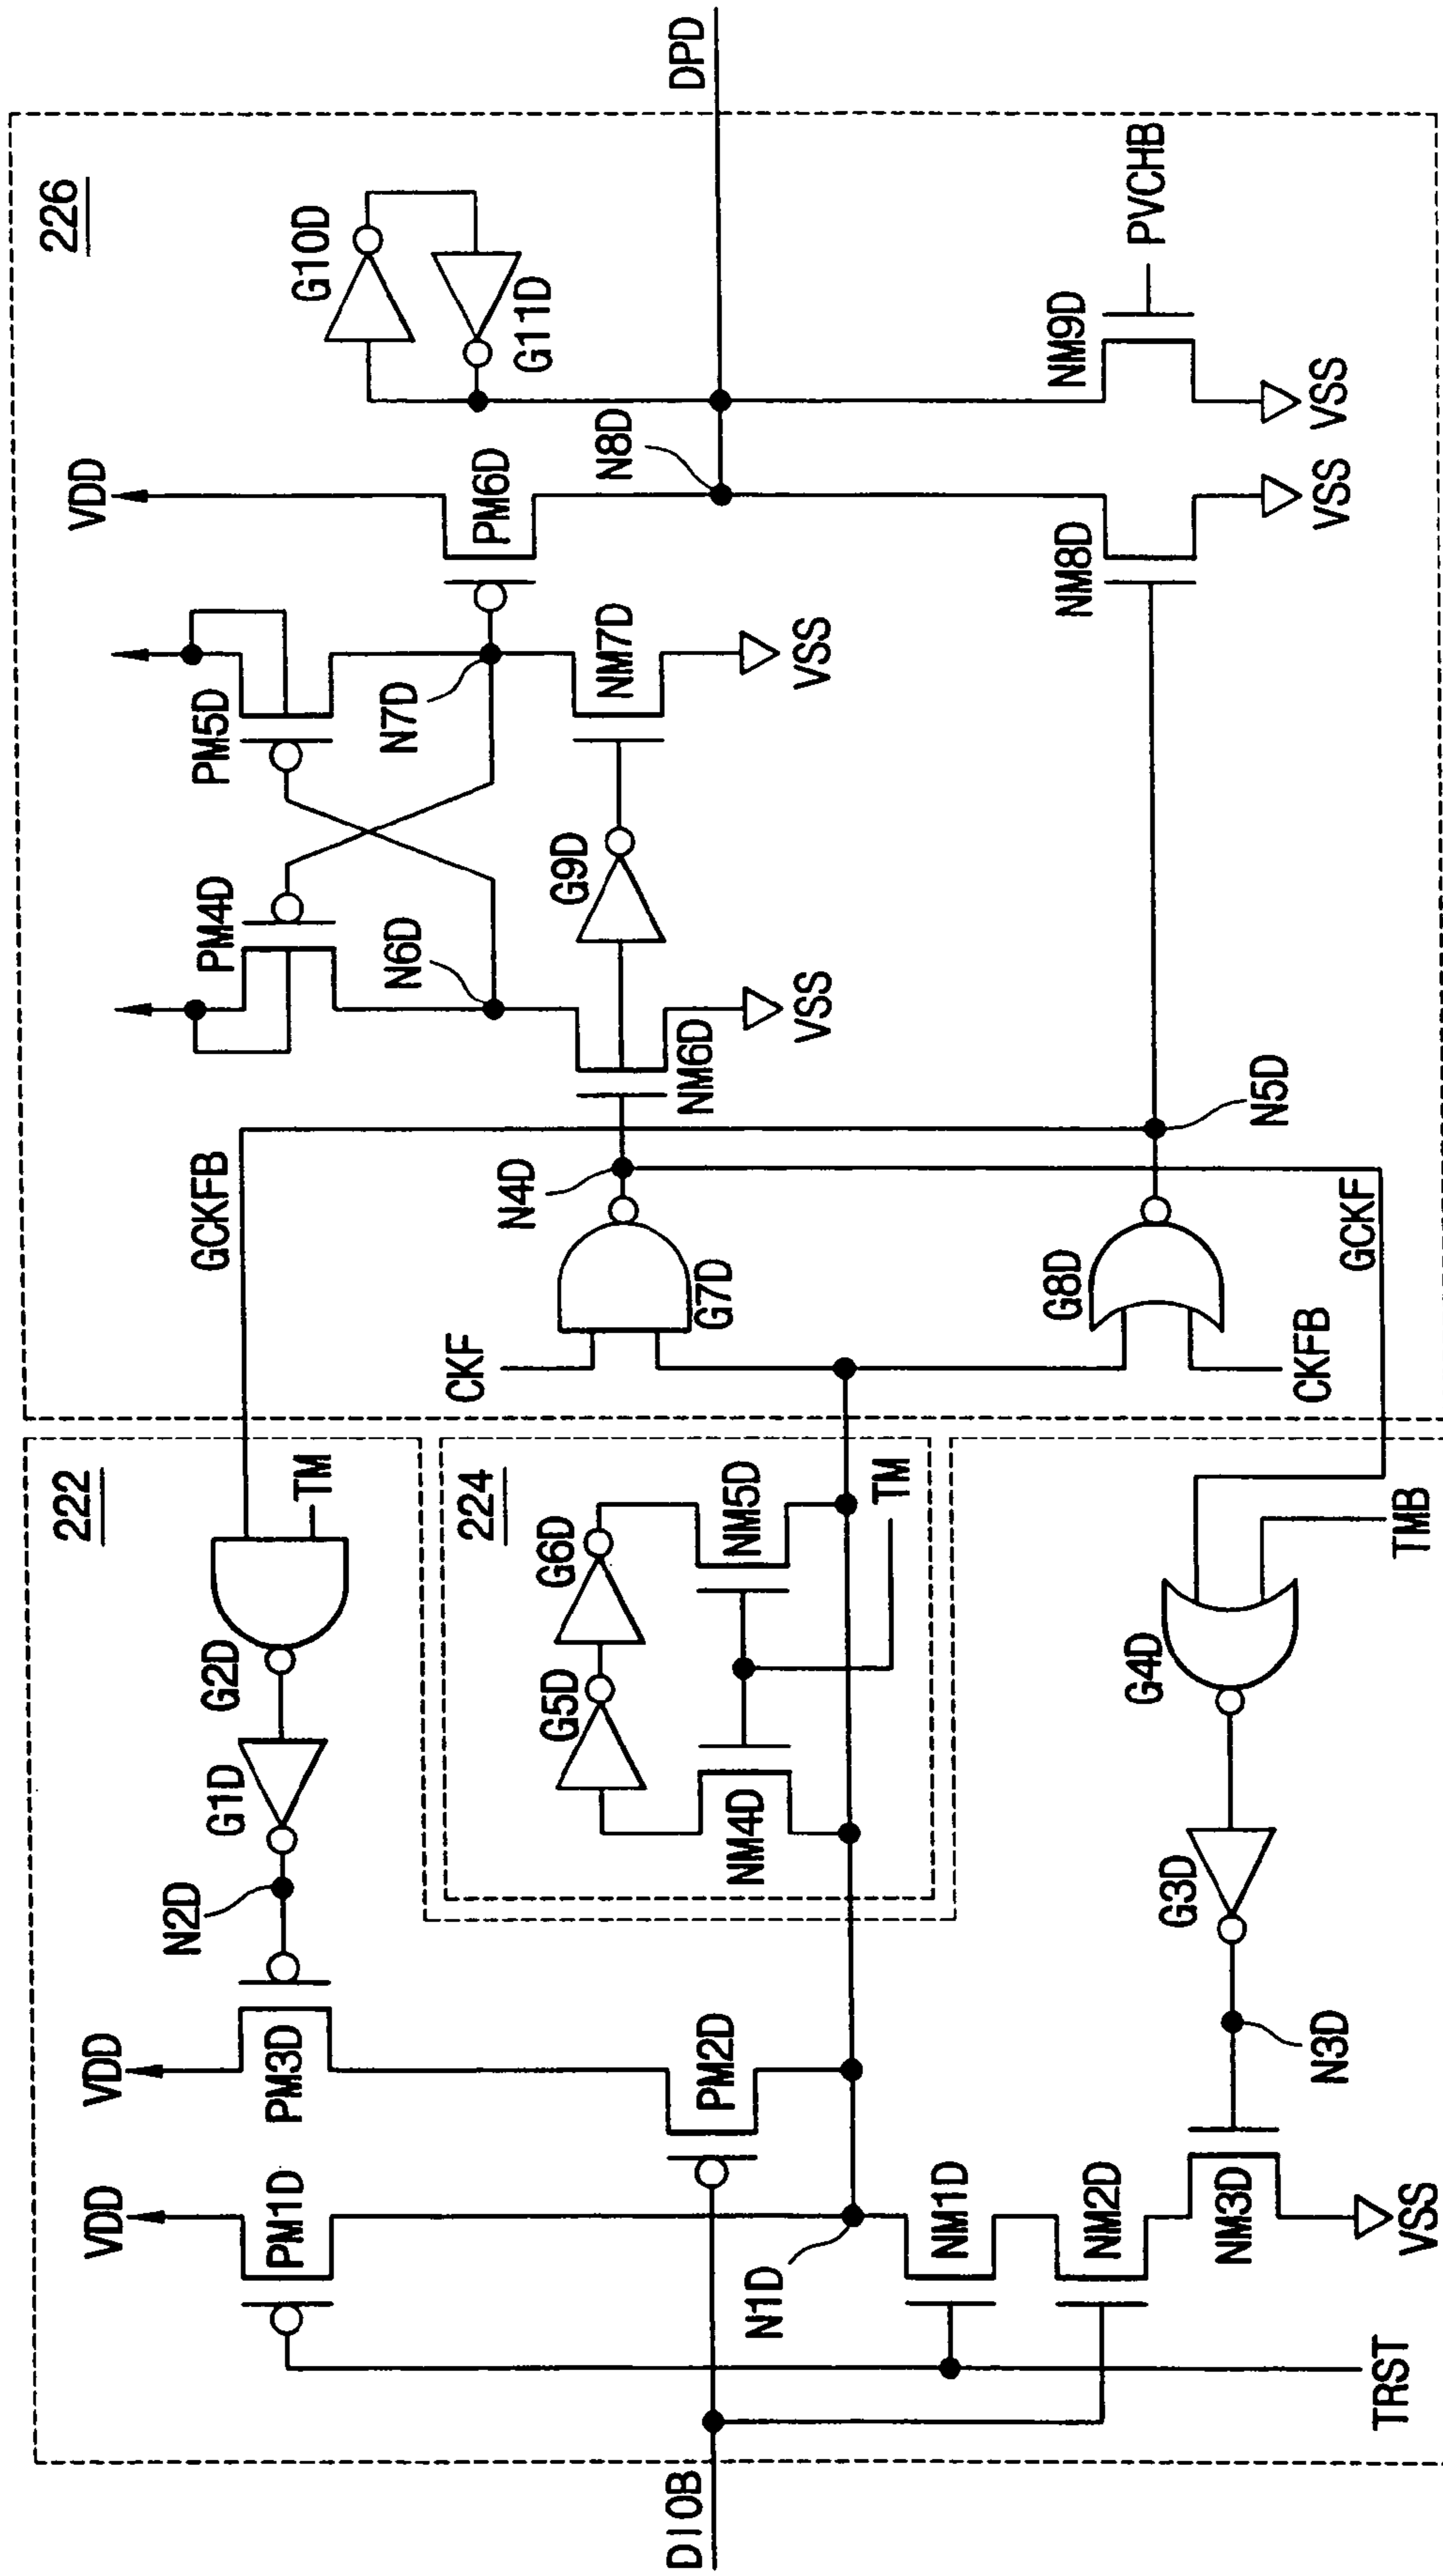 222
VDD
VDD
PM1D
PM3D
N2D
G1D
G2D
TM
GCKFB
DIOB
PM2D
N1D
NM1D
NM2D
NM3D
VSS
TRST
N3D
G3D
G4D
TMB
GCKF
224
G5D
G6D
NM4D
NM5D
TM
226
CKF
G7D
N4D
CKFB
G8D
N5D
PM4D
PM5D
N6D
N7D
NM6D
G9D
NM7D
VSS
VSS
VDD
PM6D
N8D
NM8D
VSS
G10D
G11D
NM9D
VSS
PVCHB
DPD